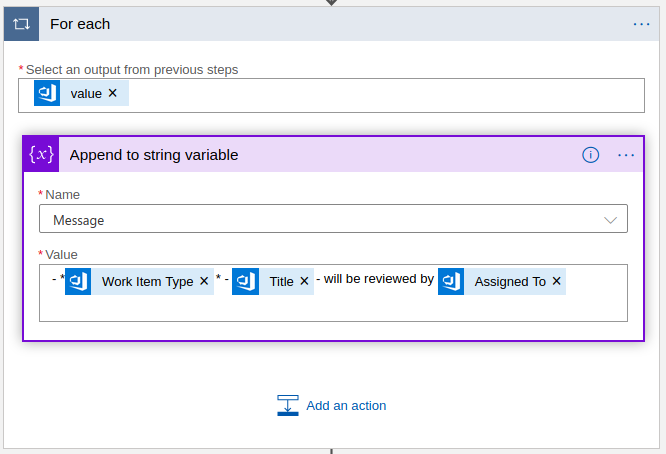 For each
...
* Select an output from previous steps
value ×
{x} Append to string variable
...
* Name
Message
* Value
- * Work Item Type × * - Title × - will be reviewed by Assigned To ×
Add an action